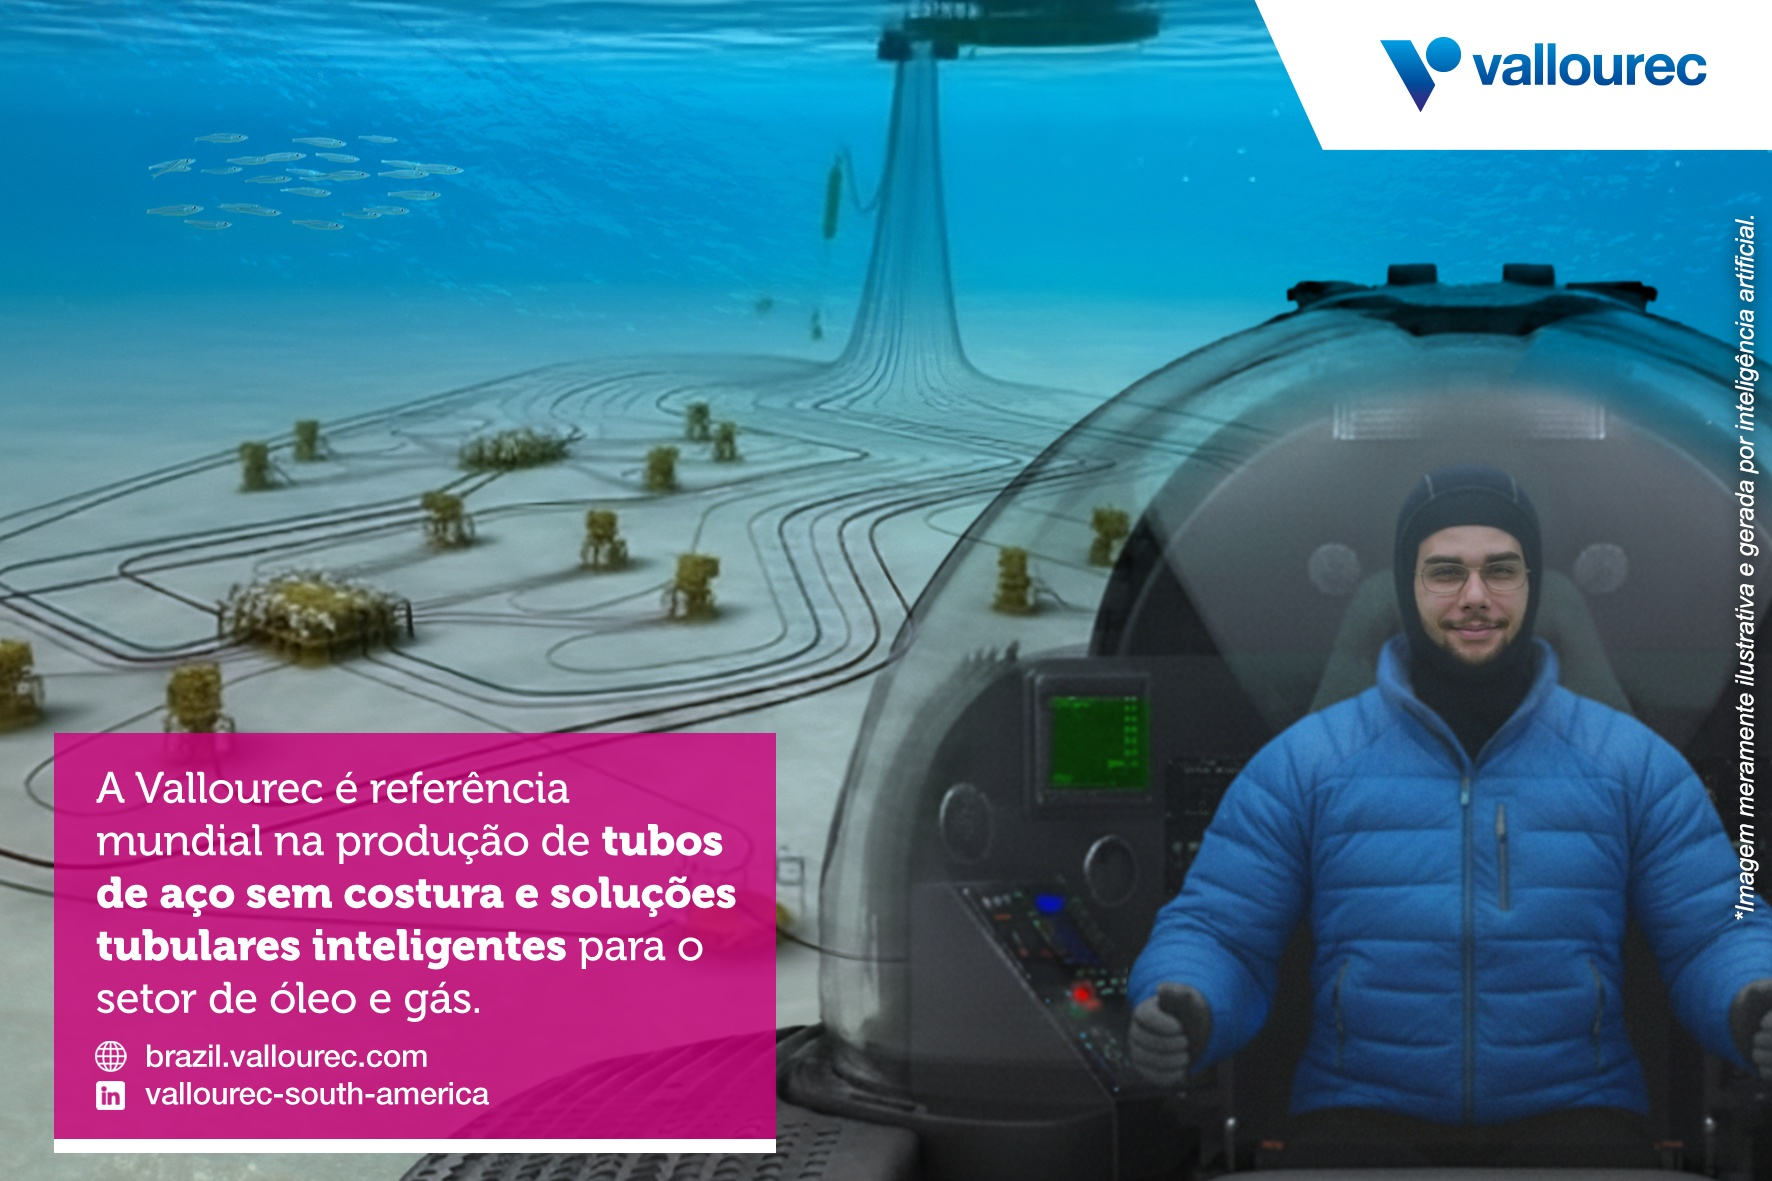 vallourec
*Imagem meramente ilustrativa e gerada por inteligência artificial.
A Vallourec é referência
mundial na produção de tubos
de aço sem costura e soluções
tubulares inteligentes para o
setor de óleo e gás.
brazil.vallourec.com
in vallourec-south-america